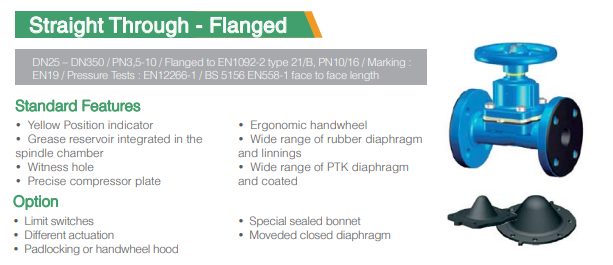 Straight Through - Flanged
DN25 – DN350 / PN3,5-10 / Flanged to EN1092-2 type 21/B, PN10/16 / Marking :
EN19 / Pressure Tests : EN12266-1 / BS 5156 EN558-1 face to face length
Standard Features
• Yellow Position indicator
• Grease reservoir integrated in the
spindle chamber
• Witness hole
• Precise compressor plate
• Ergonomic handwheel
• Wide range of rubber diaphragm
and linnings
• Wide range of PTK diaphragm
and coated
Option
• Limit switches
• Different actuation
• Padlocking or handwheel hood
• Special sealed bonnet
• Moveded closed diaphragm